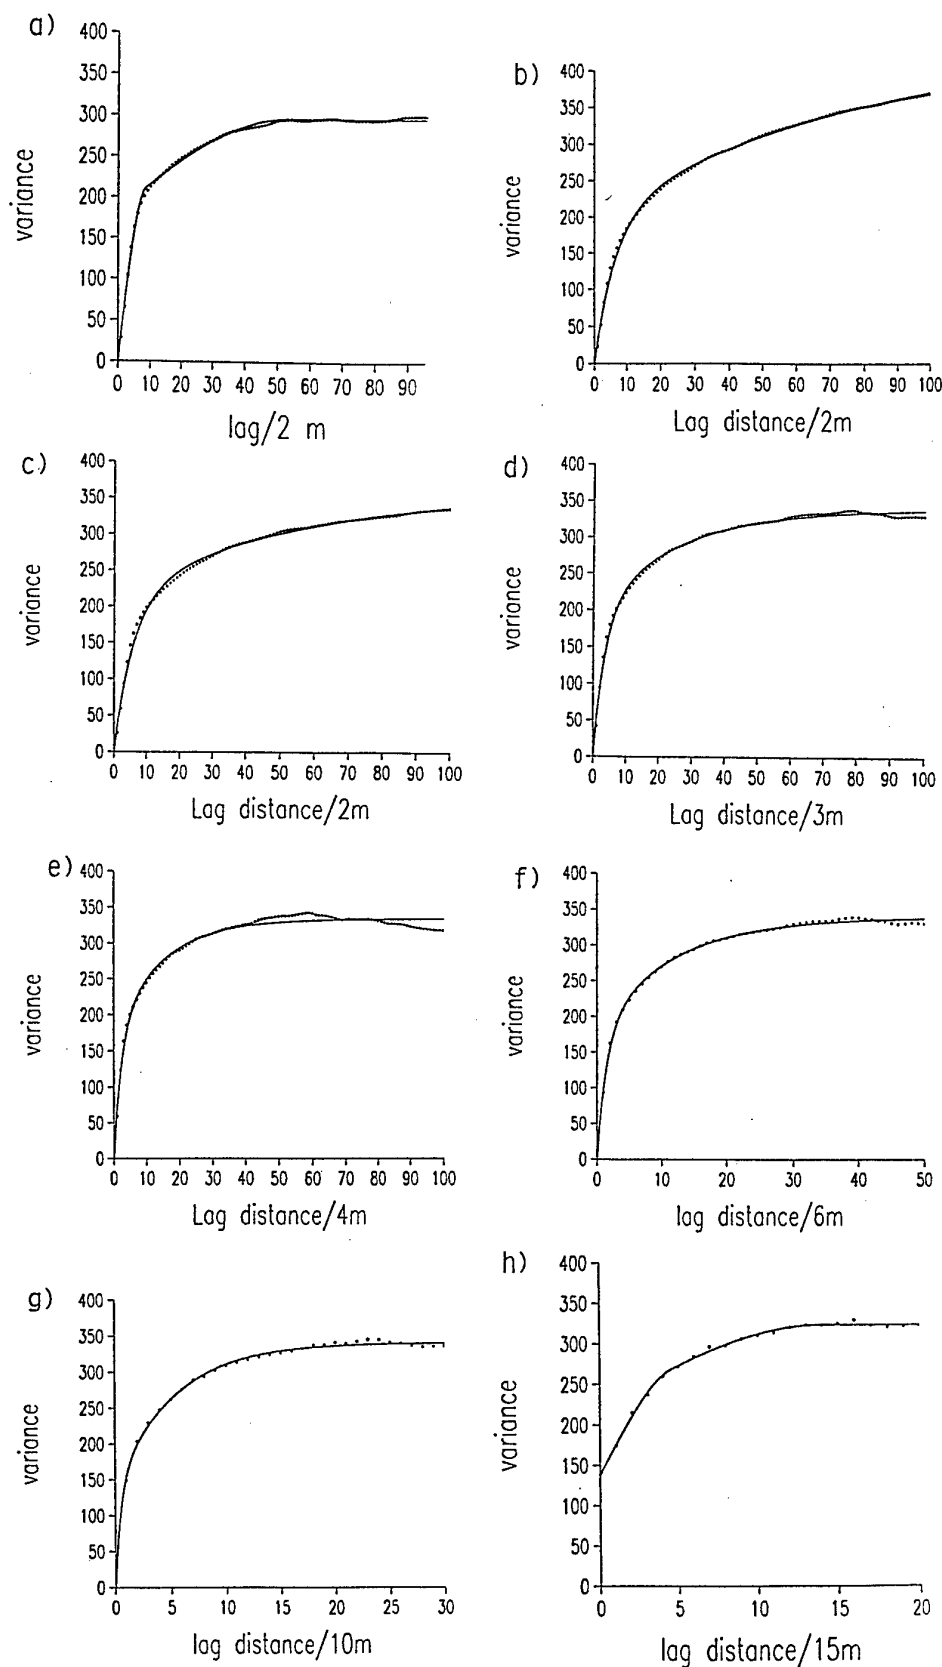 a)
400
350
300
250
200
150
100
50
0
variance
0 10 20 30 40 50 60 70 80 90
lag/2 m
b)
400
350
300
250
200
150
100
50
0
variance
0 10 20 30 40 50 60 70 80 90 100
Lag distance/2m
c)
400
350
300
250
200
150
100
50
0
variance
0 10 20 30 40 50 60 70 80 90 100
Lag distance/2m
d)
400
350
300
250
200
150
100
50
0
variance
0 10 20 30 40 50 60 70 80 90 100
Lag distance/3m
e)
400
350
300
250
200
150
100
50
0
variance
0 10 20 30 40 50 60 70 80 90 100
Lag distance/4m
f)
400
350
300
250
200
150
100
50
0
variance
0 10 20 30 40 50
lag distance/6m
g)
400
350
300
250
200
150
100
50
0
variance
0 5 10 15 20 25 30
lag distance/10m
h)
400
350
300
250
200
150
100
50
0
variance
0 5 10 15 20
lag distance/15m